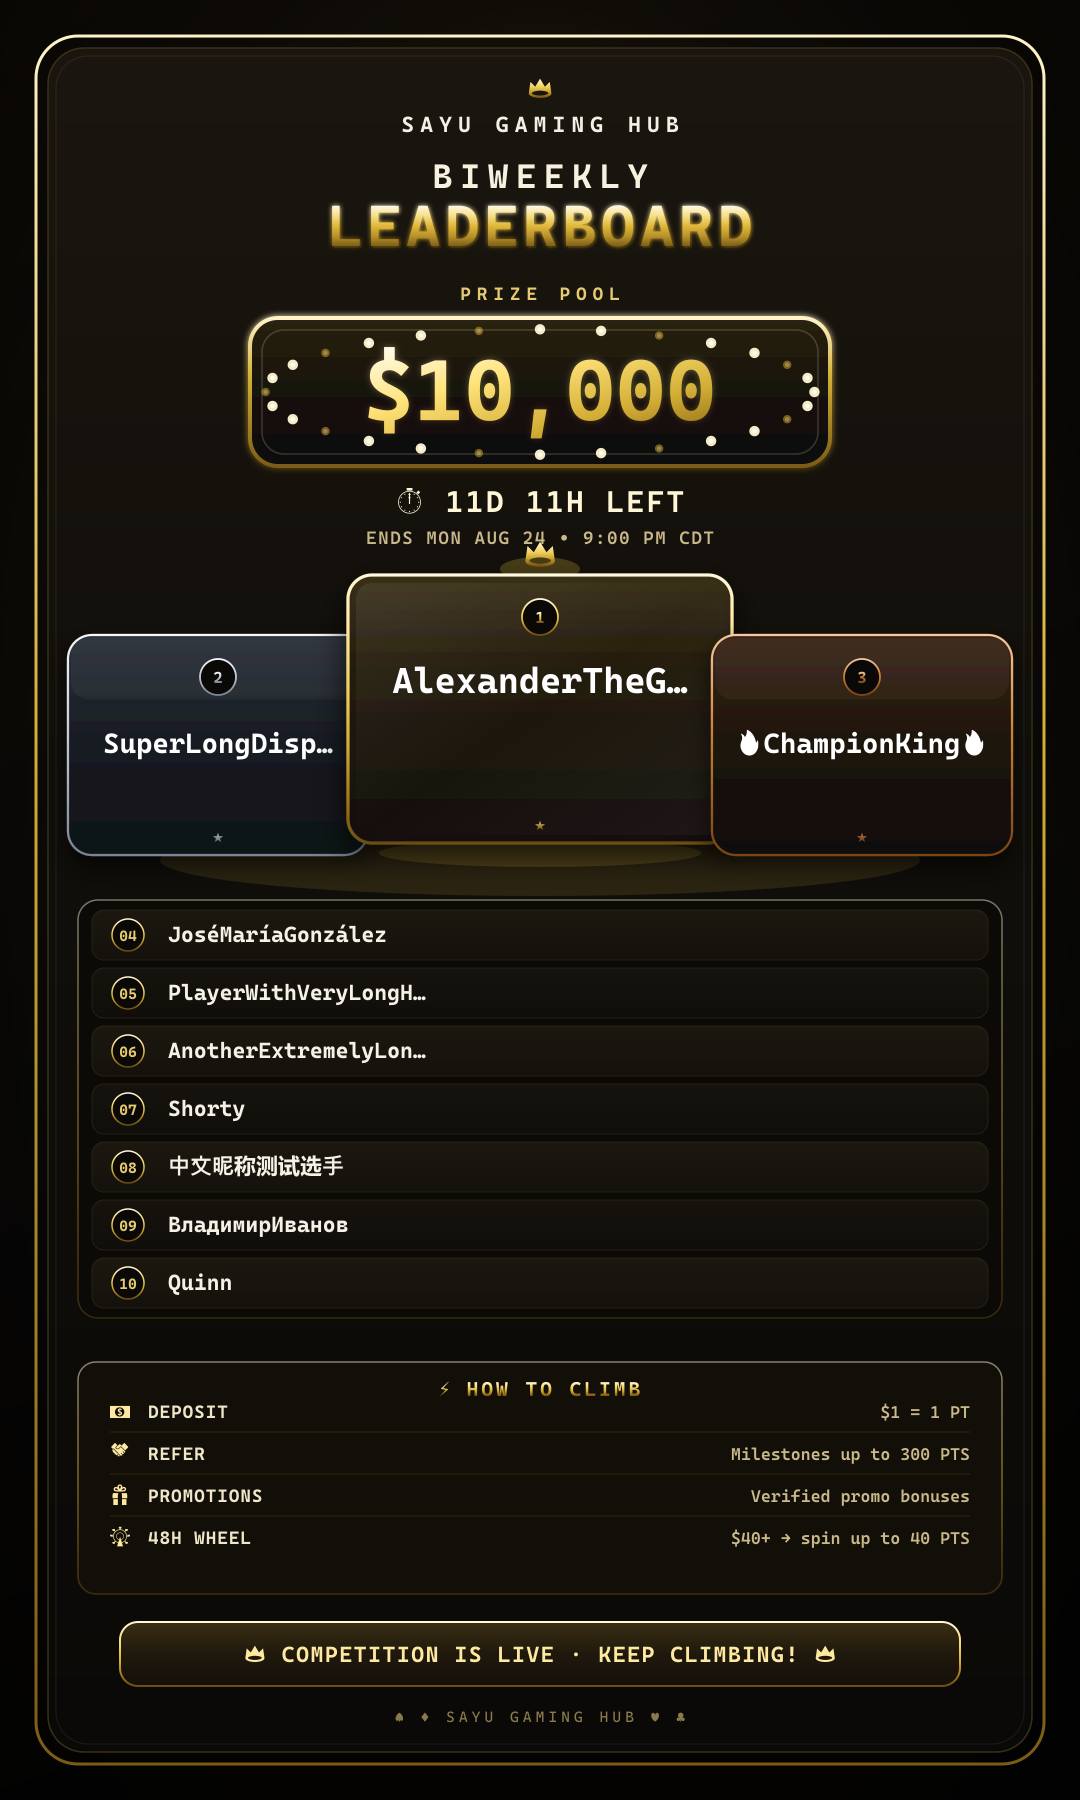 SAYU GAMING HUB
BIWEEKLY
LEADERBOARD
PRIZE POOL
$10,000
⏱ 11D 11H LEFT
ENDS MON AUG 24 • 9:00 PM CDT
1
AlexanderTheG…
2
SuperLongDisp…
3
🔥ChampionKing🔥
04 JoséMaríaGonzález
05 PlayerWithVeryLongH…
06 AnotherExtremelyLon…
07 Shorty
08 中文昵称测试选手
09 ВладимирИванов
10 Quinn
⚡ HOW TO CLIMB
DEPOSIT $1 = 1 PT
REFER Milestones up to 300 PTS
PROMOTIONS Verified promo bonuses
48H WHEEL $40+ → spin up to 40 PTS
COMPETITION IS LIVE · KEEP CLIMBING!
♠ ♦ SAYU GAMING HUB ♥ ♣